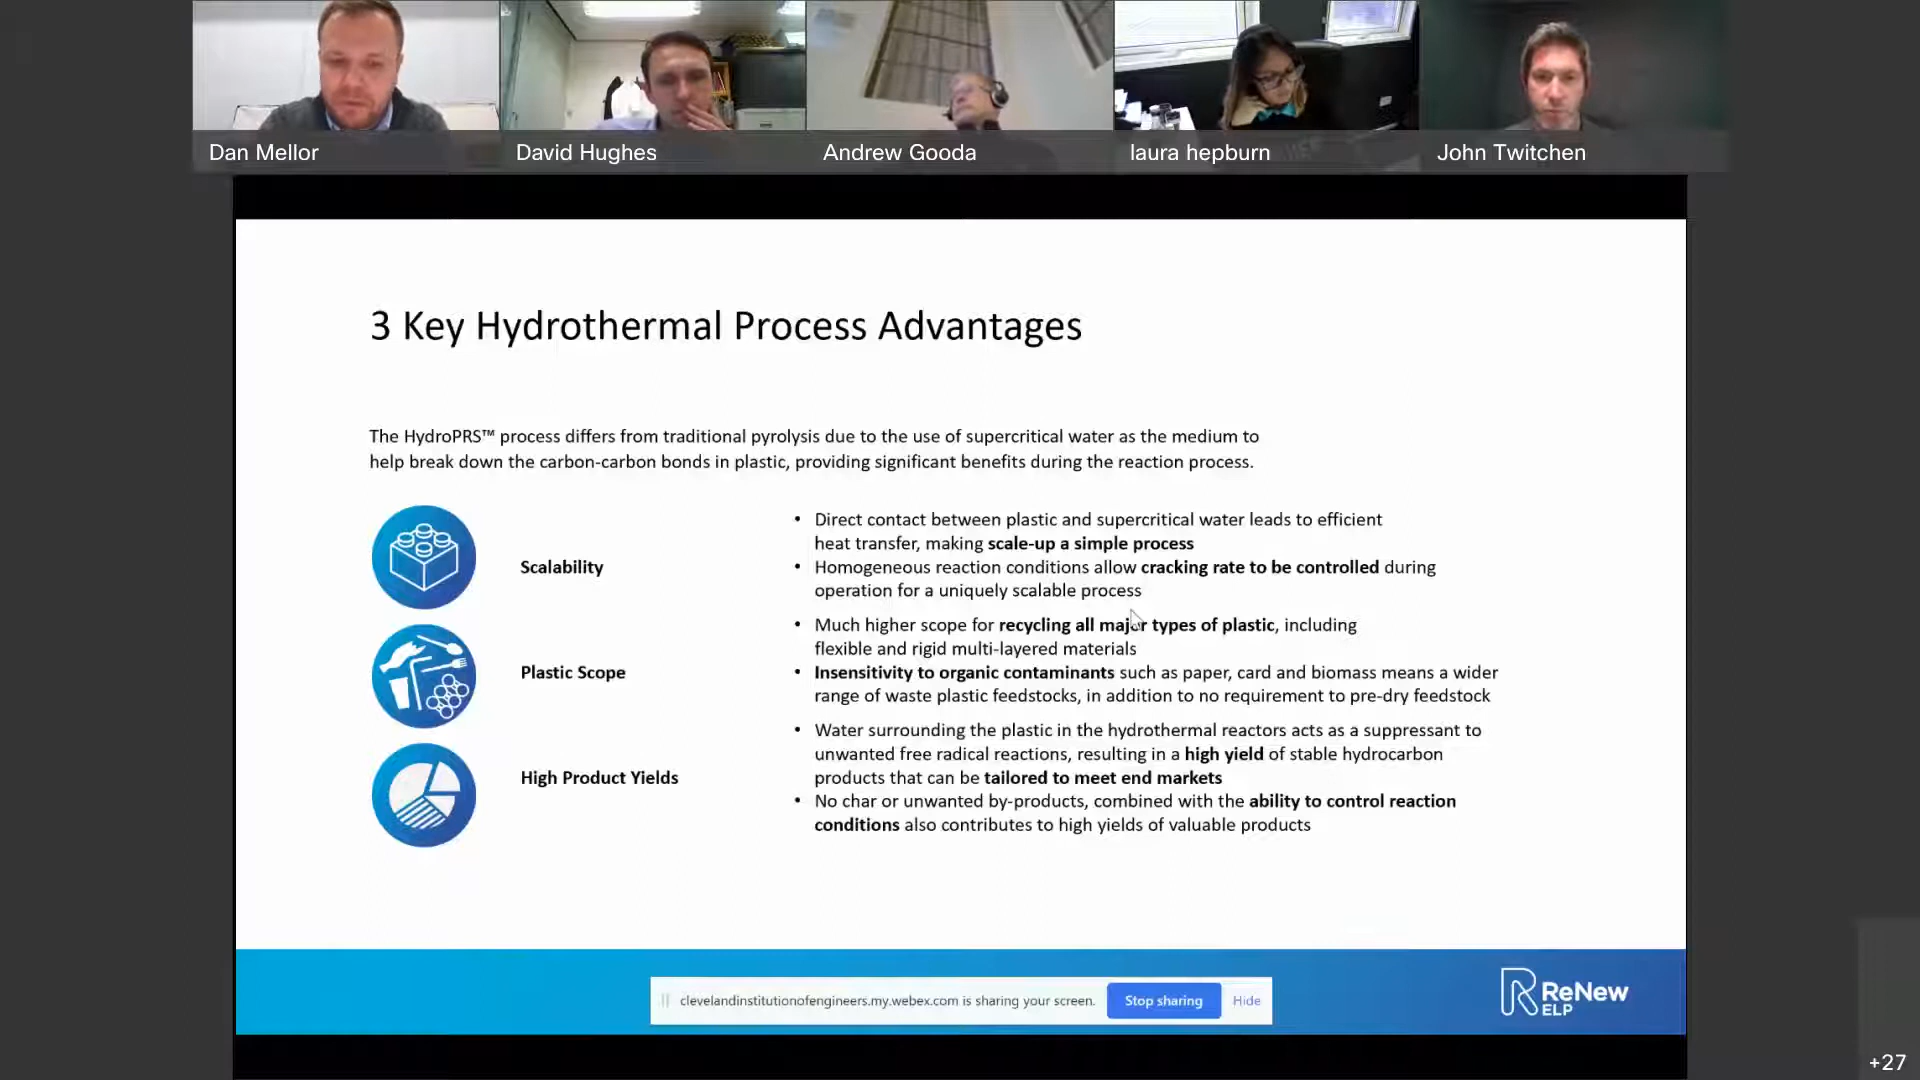 Dan Mellor
David Hughes
Andrew Gooda
laura hepburn
John Twitchen
3 Key Hydrothermal Process Advantages
The HydroPRS™ process differs from traditional pyrolysis due to the use of supercritical water as the medium to
help break down the carbon-carbon bonds in plastic, providing significant benefits during the reaction process.
Scalability
• Direct contact between plastic and supercritical water leads to efficient
heat transfer, making scale-up a simple process
• Homogeneous reaction conditions allow cracking rate to be controlled during
operation for a uniquely scalable process
Plastic Scope
• Much higher scope for recycling all major types of plastic, including
flexible and rigid multi-layered materials
• Insensitivity to organic contaminants such as paper, card and biomass means a wider
range of waste plastic feedstocks, in addition to no requirement to pre-dry feedstock
High Product Yields
• Water surrounding the plastic in the hydrothermal reactors acts as a suppressant to
unwanted free radical reactions, resulting in a high yield of stable hydrocarbon
products that can be tailored to meet end markets
• No char or unwanted by-products, combined with the ability to control reaction
conditions also contributes to high yields of valuable products
clevelandinstitutionofengineers.my.webex.com is sharing your screen.
Stop sharing
Hide
ReNew
ELP
+27